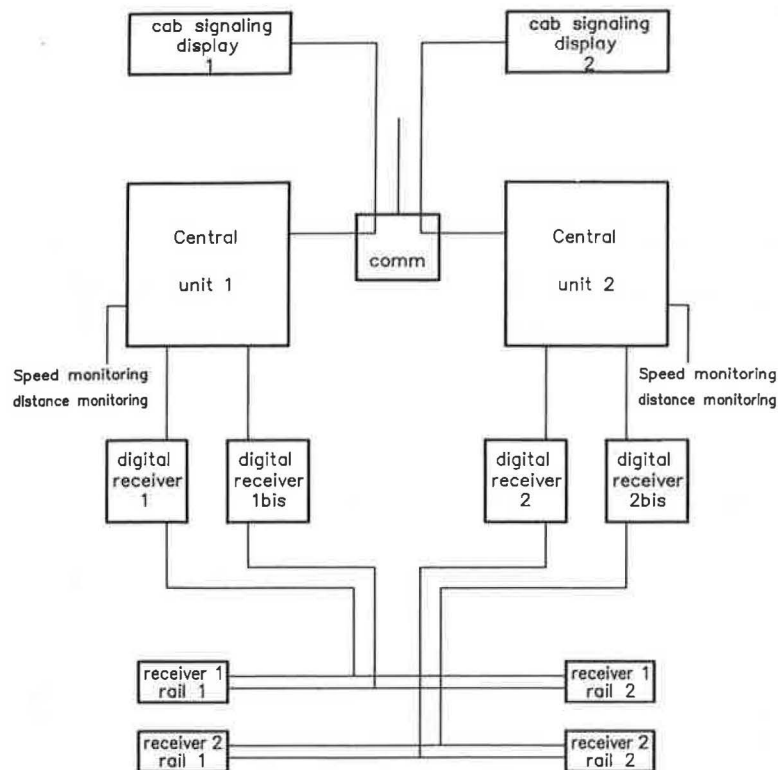 cab signaling
display
1
cab signaling
display
2
Central
unit 1
comm
Central
unit 2
Speed monitoring
distance monitoring
Speed monitoring
distance monitoring
digital
receiver
1
digital
receiver
1bis
digital
receiver
2
digital
receiver
2bis
receiver 1
rail 1
receiver 1
rail 2
receiver 2
rail 1
receiver 2
rail 2